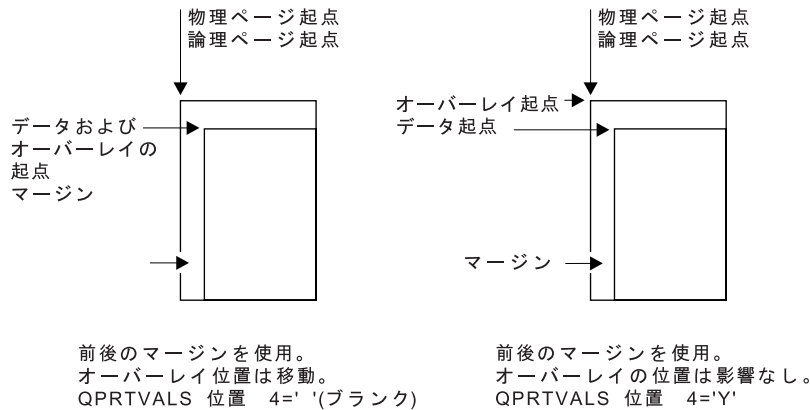 物理ページ起点
論理ページ起点
データおよび
オーバーレイの
起点
マージン
前後のマージンを使用。
オーバーレイ位置は移動。
QPRTVALS 位置 4=' '(ブランク)
物理ページ起点
論理ページ起点
オーバーレイ起点
データ起点
マージン
前後のマージンを使用。
オーバーレイの位置は影響なし。
QPRTVALS 位置 4='Y'